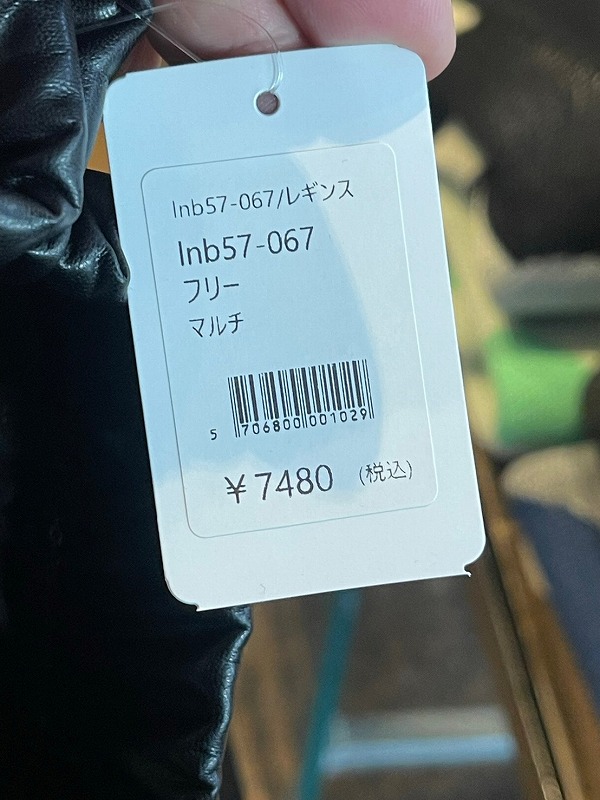 lnb57-067/レギンス
lnb57-067
フリー
マルチ
5 706800 001029
￥7480 (税込)